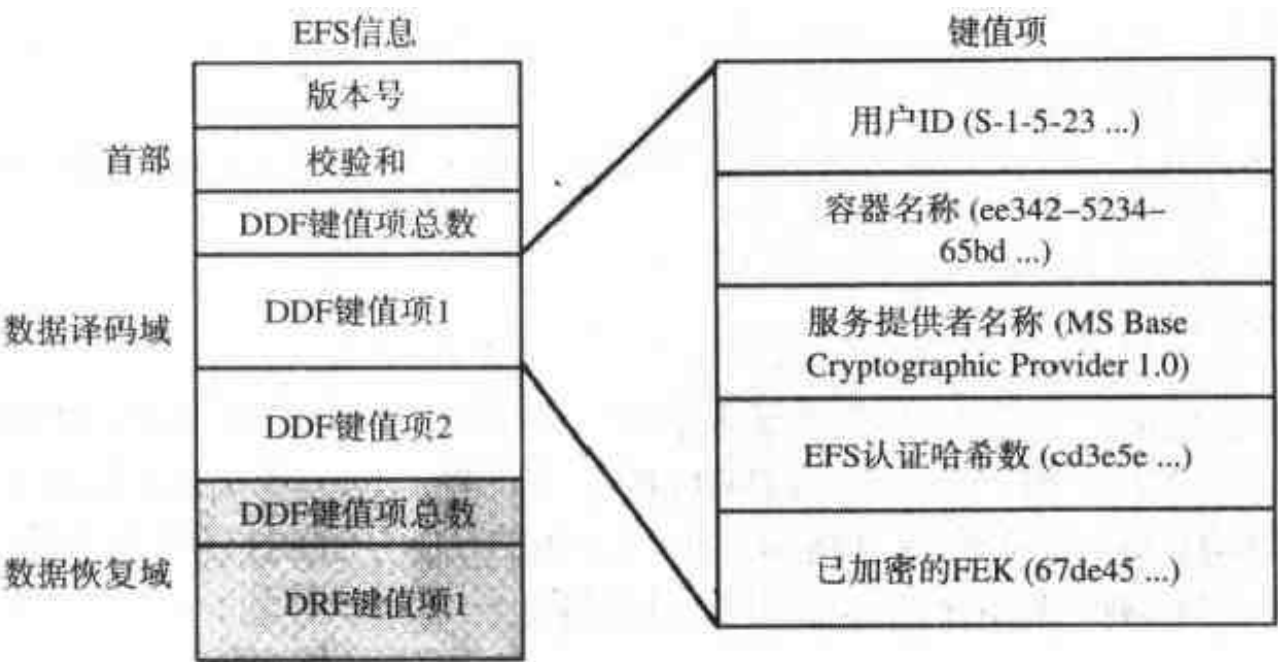 EFS信息
版本号
首部
校验和
DDF键值项总数
DDF键值项1
数据译码域
DDF键值项2
DDF键值项总数
数据恢复域
DRF键值项1
键值项
用户ID (S-1-5-23 ...)
容器名称 (ee342–5234–
65bd ...)
服务提供者名称 (MS Base
Cryptographic Provider 1.0)
EFS认证哈希数 (cd3e5e ...)
已加密的FEK (67de45 ...)